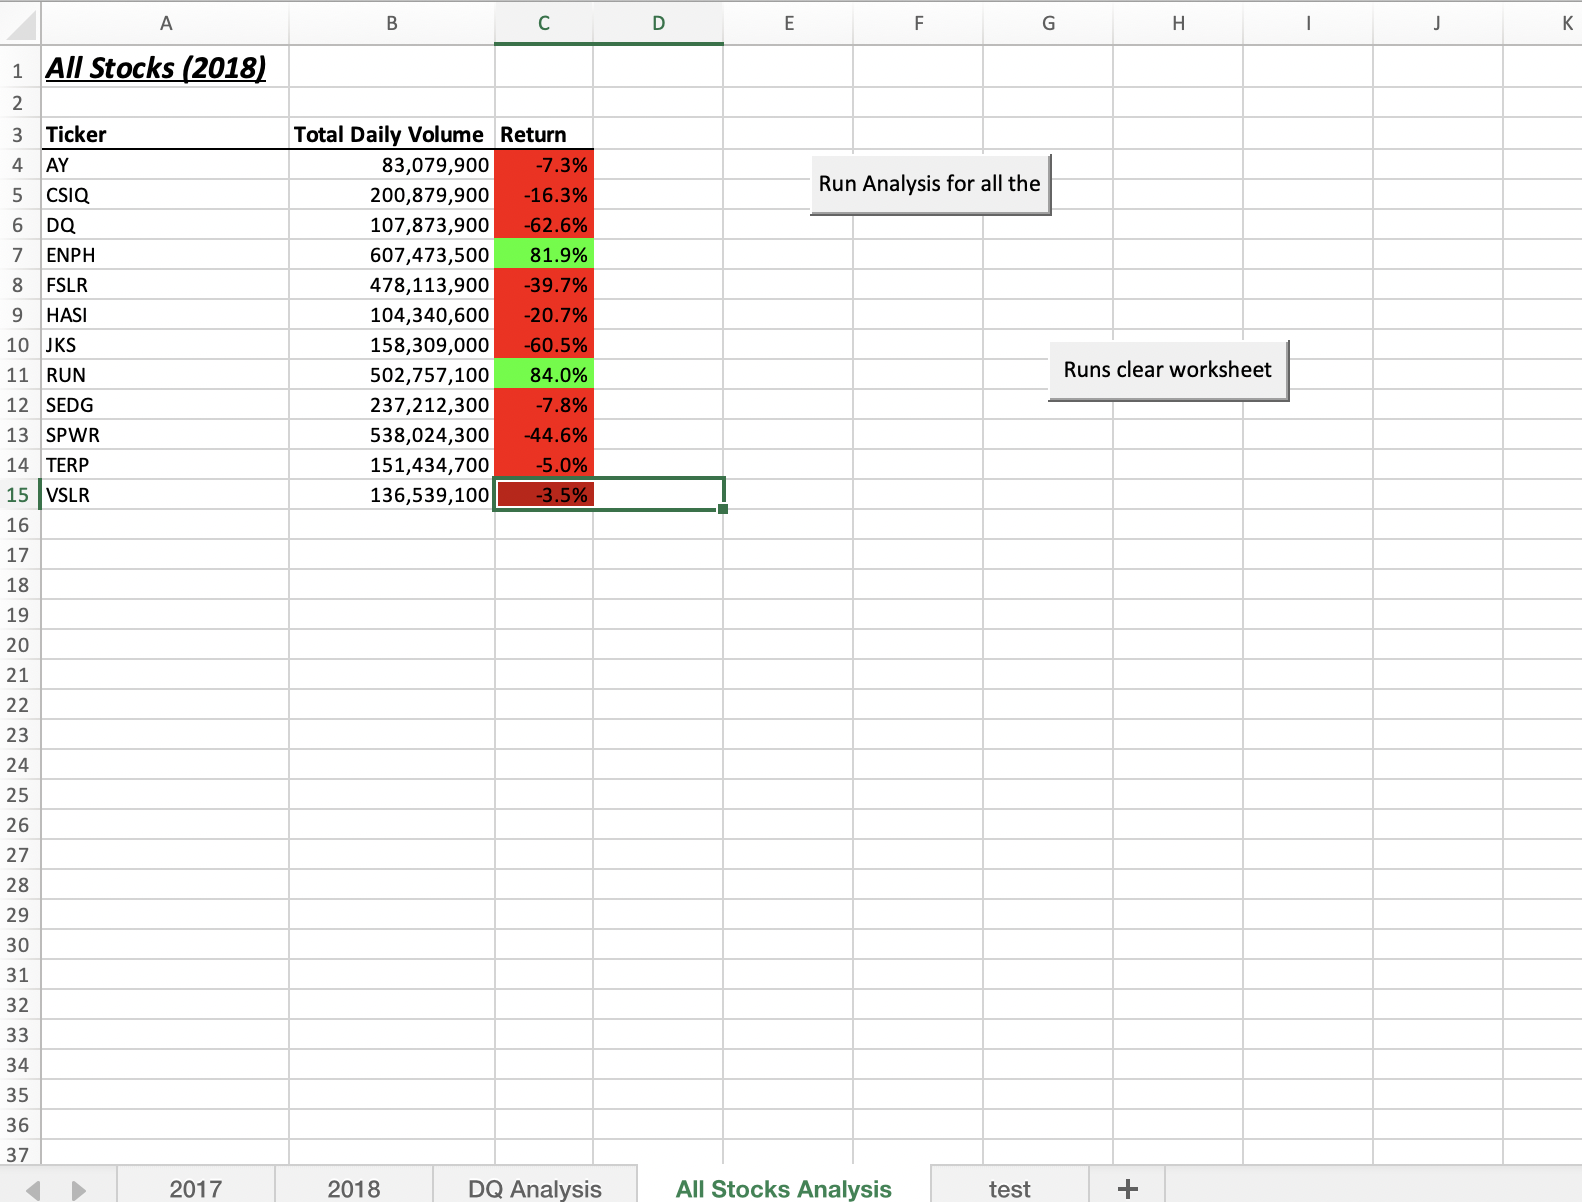 A B C D E F G H I J K
1 All Stocks (2018)
2
3 Ticker Total Daily Volume Return
4 AY 83,079,900 -7.3%
Run Analysis for all the
5 CSIQ 200,879,900 -16.3%
6 DQ 107,873,900 -62.6%
7 ENPH 607,473,500 81.9%
8 FSLR 478,113,900 -39.7%
9 HASI 104,340,600 -20.7%
10 JKS 158,309,000 -60.5%
Runs clear worksheet
11 RUN 502,757,100 84.0%
12 SEDG 237,212,300 -7.8%
13 SPWR 538,024,300 -44.6%
14 TERP 151,434,700 -5.0%
15 VSLR 136,539,100 -3.5%
16
17
18
19
20
21
22
23
24
25
26
27
28
29
30
31
32
33
34
35
36
37
2017 2018 DQ Analysis All Stocks Analysis test +